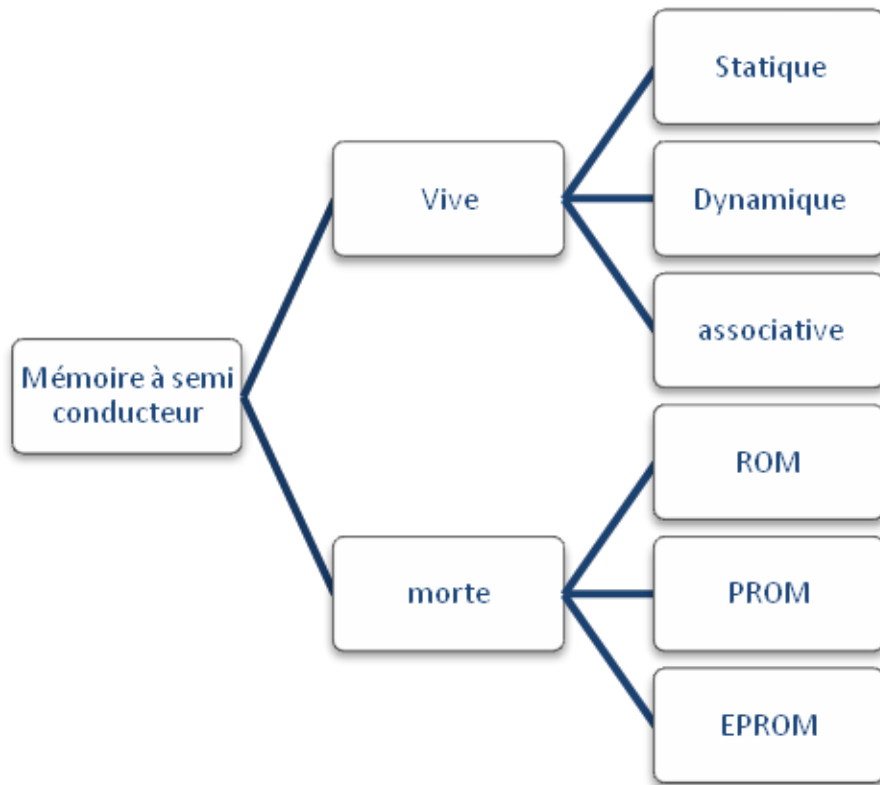 Mémoire à semi
conducteur
Vive
Statique
Dynamique
associative
morte
ROM
PROM
EPROM